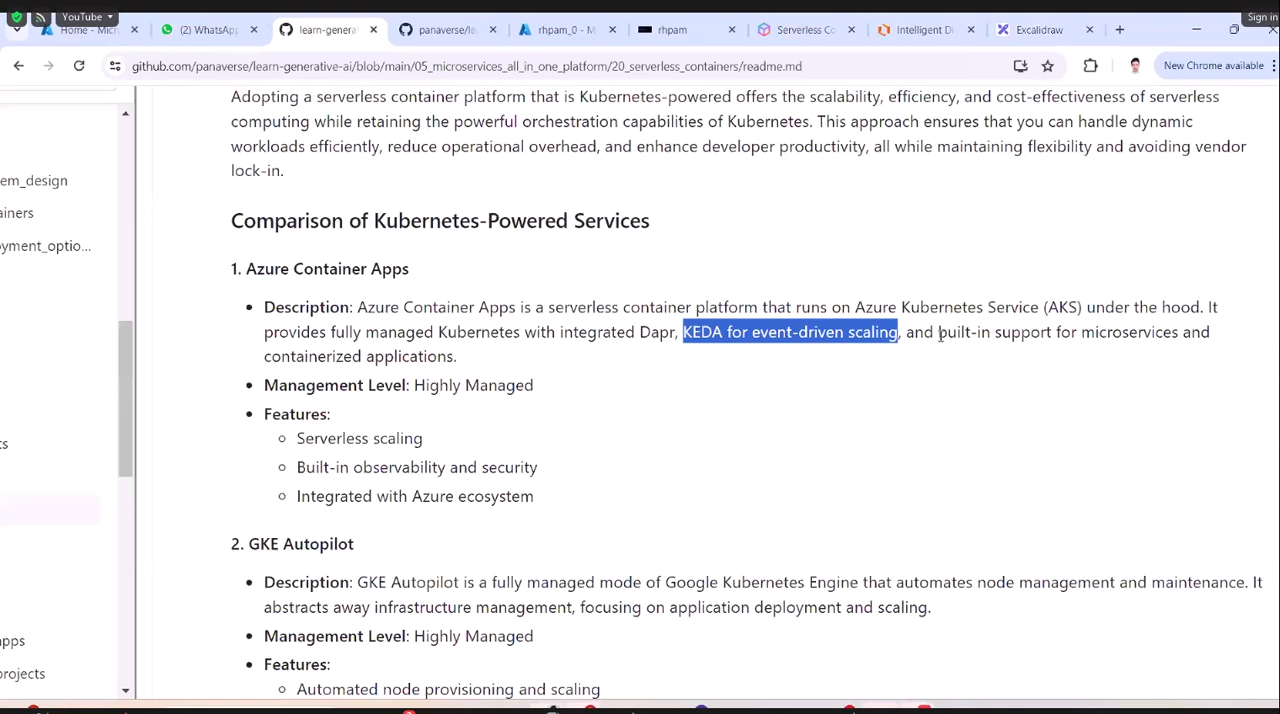 YouTube
Sign in
Home - Micr
(2) WhatsApp
learn-genera
panaverse/le
rhpam_0 - M
rhpam
Serverless Co
Intelligent Di
Excalidraw
github.com/panaverse/learn-generative-ai/blob/main/05_microservices_all_in_one_platform/20_serverless_containers/readme.md
New Chrome available
Adopting a serverless container platform that is Kubernetes-powered offers the scalability, efficiency, and cost-effectiveness of serverless
computing while retaining the powerful orchestration capabilities of Kubernetes. This approach ensures that you can handle dynamic
workloads efficiently, reduce operational overhead, and enhance developer productivity, all while maintaining flexibility and avoiding vendor
lock-in.
em_design
ainers
oyment_optio...
ts
apps
projects
Comparison of Kubernetes-Powered Services
1. Azure Container Apps
• Description: Azure Container Apps is a serverless container platform that runs on Azure Kubernetes Service (AKS) under the hood. It
provides fully managed Kubernetes with integrated Dapr, KEDA for event-driven scaling, and built-in support for microservices and
containerized applications.
• Management Level: Highly Managed
• Features:
○ Serverless scaling
○ Built-in observability and security
○ Integrated with Azure ecosystem
2. GKE Autopilot
• Description: GKE Autopilot is a fully managed mode of Google Kubernetes Engine that automates node management and maintenance. It
abstracts away infrastructure management, focusing on application deployment and scaling.
• Management Level: Highly Managed
• Features:
○ Automated node provisioning and scaling